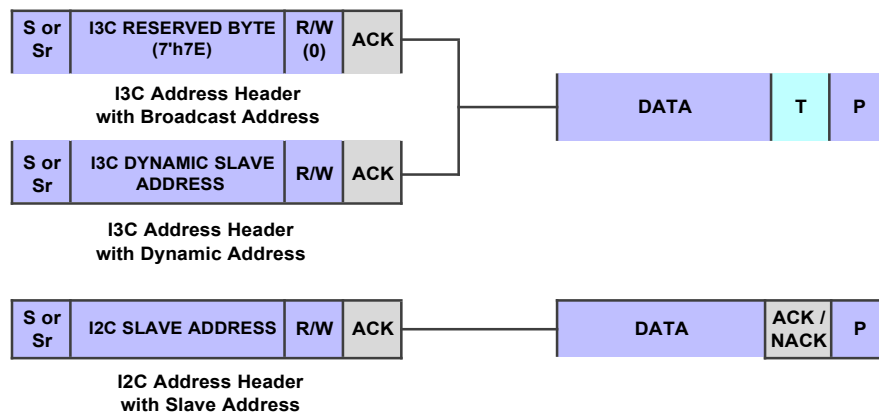 S or
Sr
I3C RESERVED BYTE
(7'h7E)
R/W
(0)
ACK
I3C Address Header
with Broadcast Address
DATA
T
P
S or
Sr
I3C DYNAMIC SLAVE
ADDRESS
R/W
ACK
I3C Address Header
with Dynamic Address
S or
Sr
I2C SLAVE ADDRESS
R/W
ACK
DATA
ACK /
NACK
P
I2C Address Header
with Slave Address